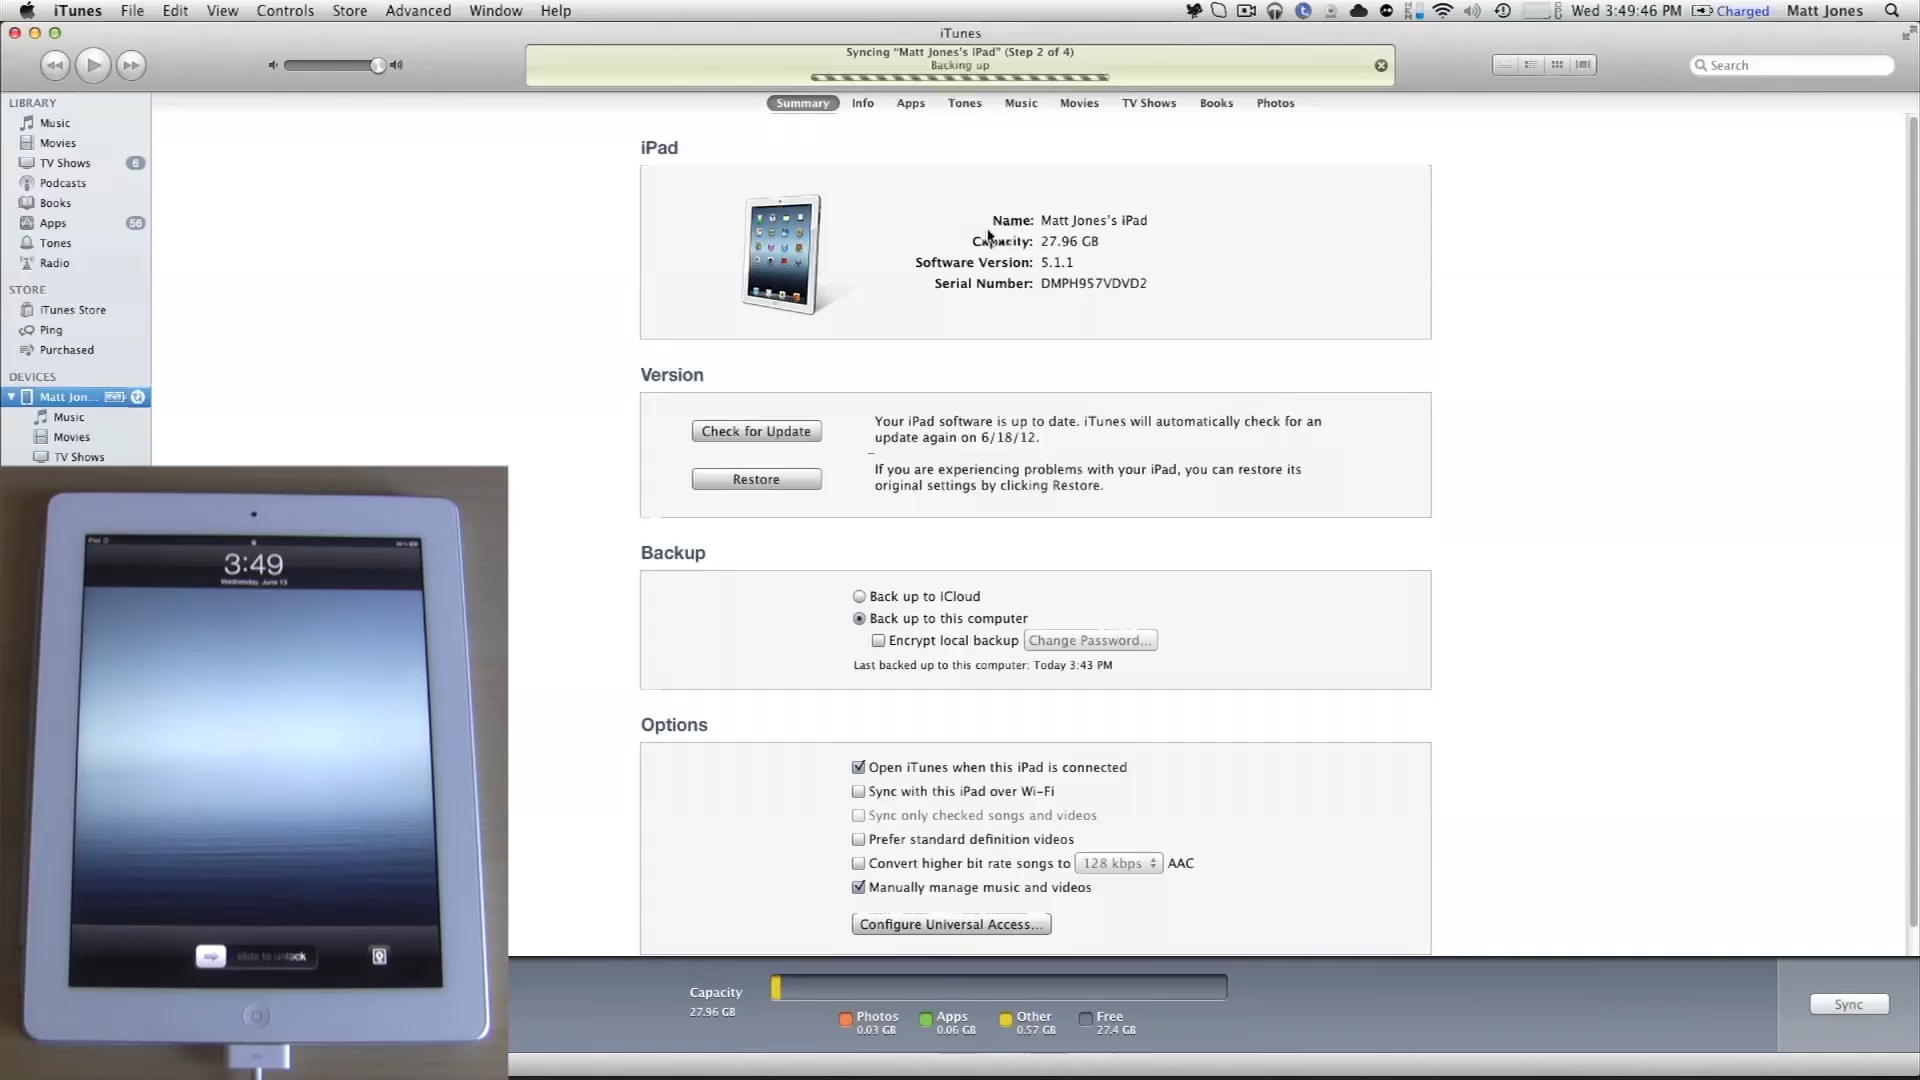 iTunes File Edit View Controls Store Advanced Window Help
Wed 3:49:46 PM Charged Matt Jones
iTunes
Syncing “Matt Jones’s iPad” (Step 2 of 4)
Backing up
Search
LIBRARY
Music
Movies
TV Shows 6
Podcasts
Books
Apps 56
Tones
Radio
STORE
iTunes Store
Ping
Purchased
DEVICES
Matt Jon...
Music
Movies
TV Shows
Summary Info Apps Tones Music Movies TV Shows Books Photos
iPad
Name: Matt Jones’s iPad
Capacity: 27.96 GB
Software Version: 5.1.1
Serial Number: DMPH957VDVD2
Version
Check for Update
Your iPad software is up to date. iTunes will automatically check for an
update again on 6/18/12.
Restore
If you are experiencing problems with your iPad, you can restore its
original settings by clicking Restore.
Backup
Back up to iCloud
Back up to this computer
Encrypt local backup Change Password...
Last backed up to this computer: Today 3:43 PM
Options
Open iTunes when this iPad is connected
Sync with this iPad over Wi-Fi
Sync only checked songs and videos
Prefer standard definition videos
Convert higher bit rate songs to 128 kbps AAC
Manually manage music and videos
Configure Universal Access...
Capacity
27.96 GB
Photos
0.03 GB
Apps
0.06 GB
Other
0.57 GB
Free
27.4 GB
Sync
iPad
3:49
Wednesday, June 13
slide to unlock